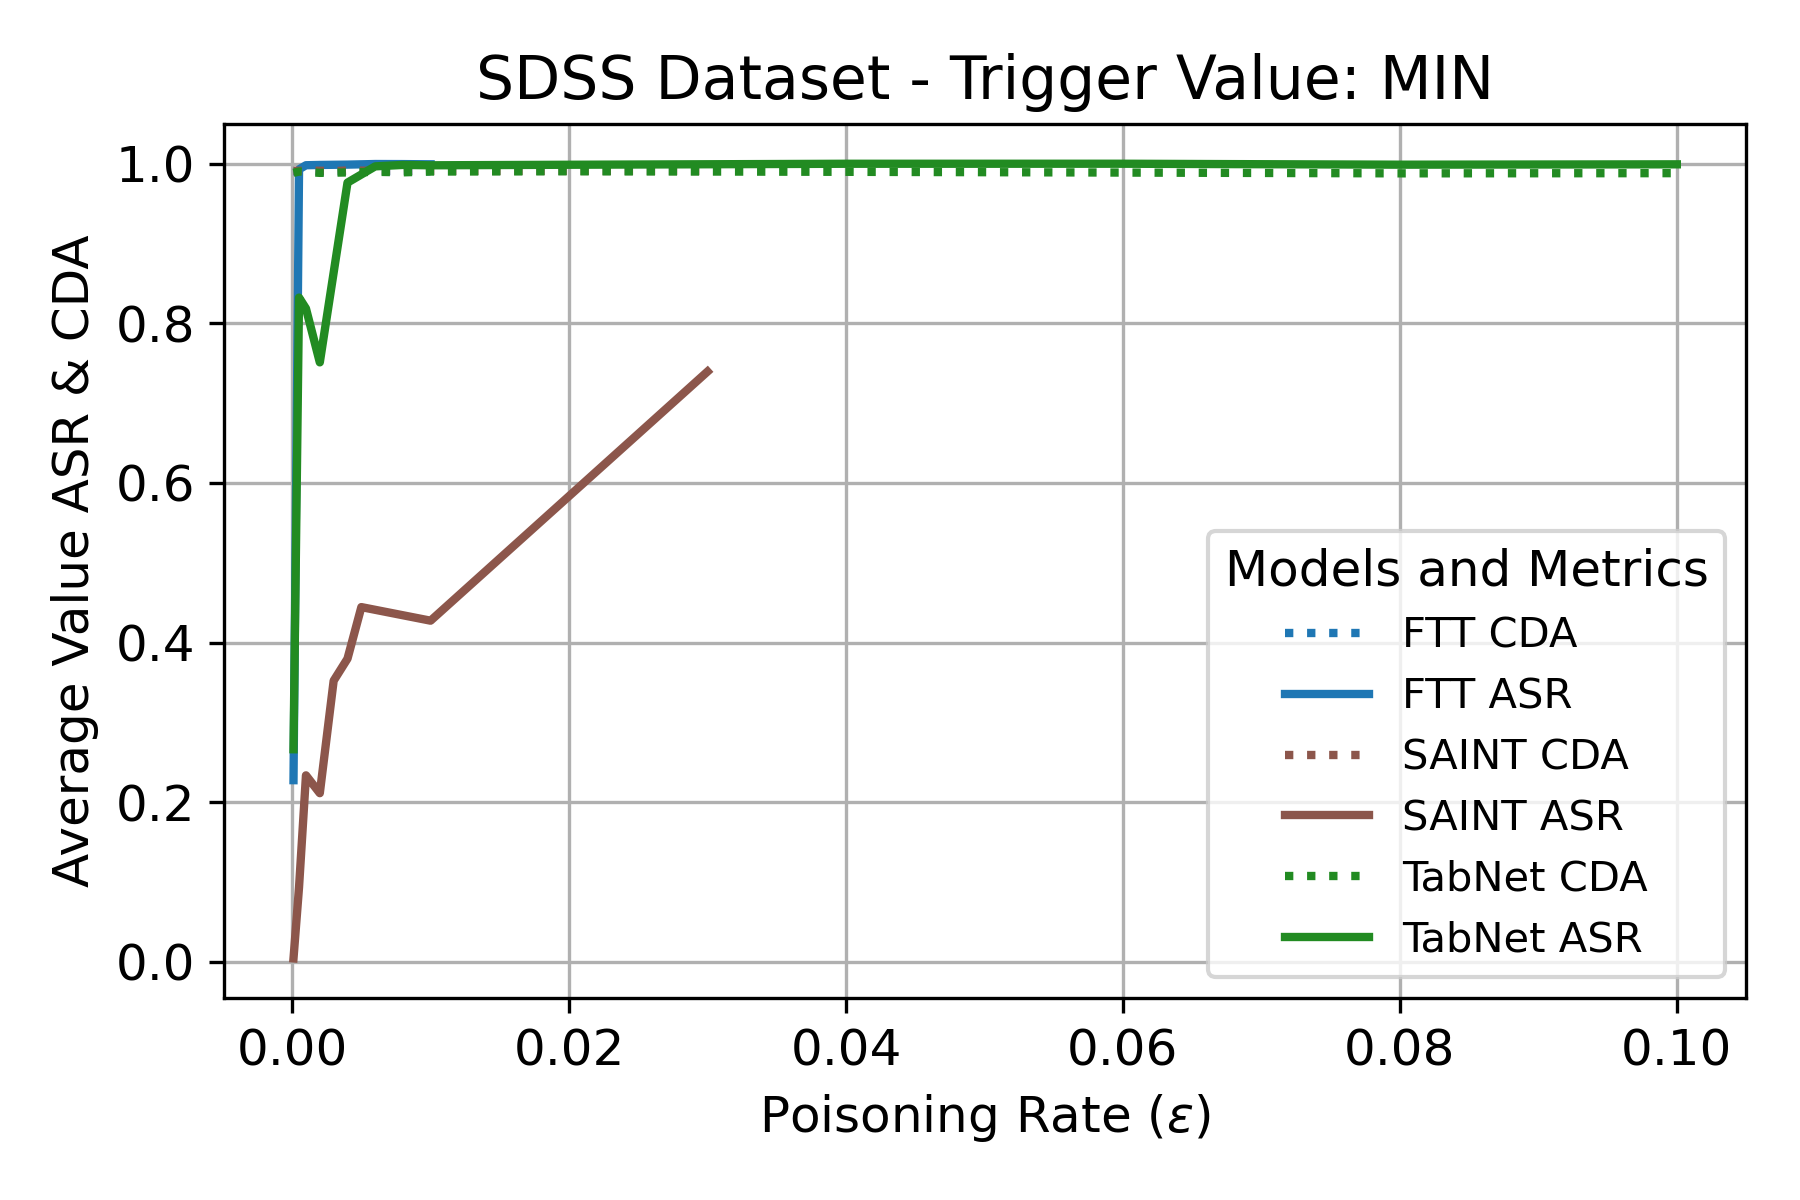 SDSS Dataset - Trigger Value: MIN
Average Value ASR & CDA
1.0
0.8
0.6
0.4
0.2
0.0
Models and Metrics
FTT CDA
FTT ASR
SAINT CDA
SAINT ASR
TabNet CDA
TabNet ASR
0.00 0.02 0.04 0.06 0.08 0.10
Poisoning Rate (ε)